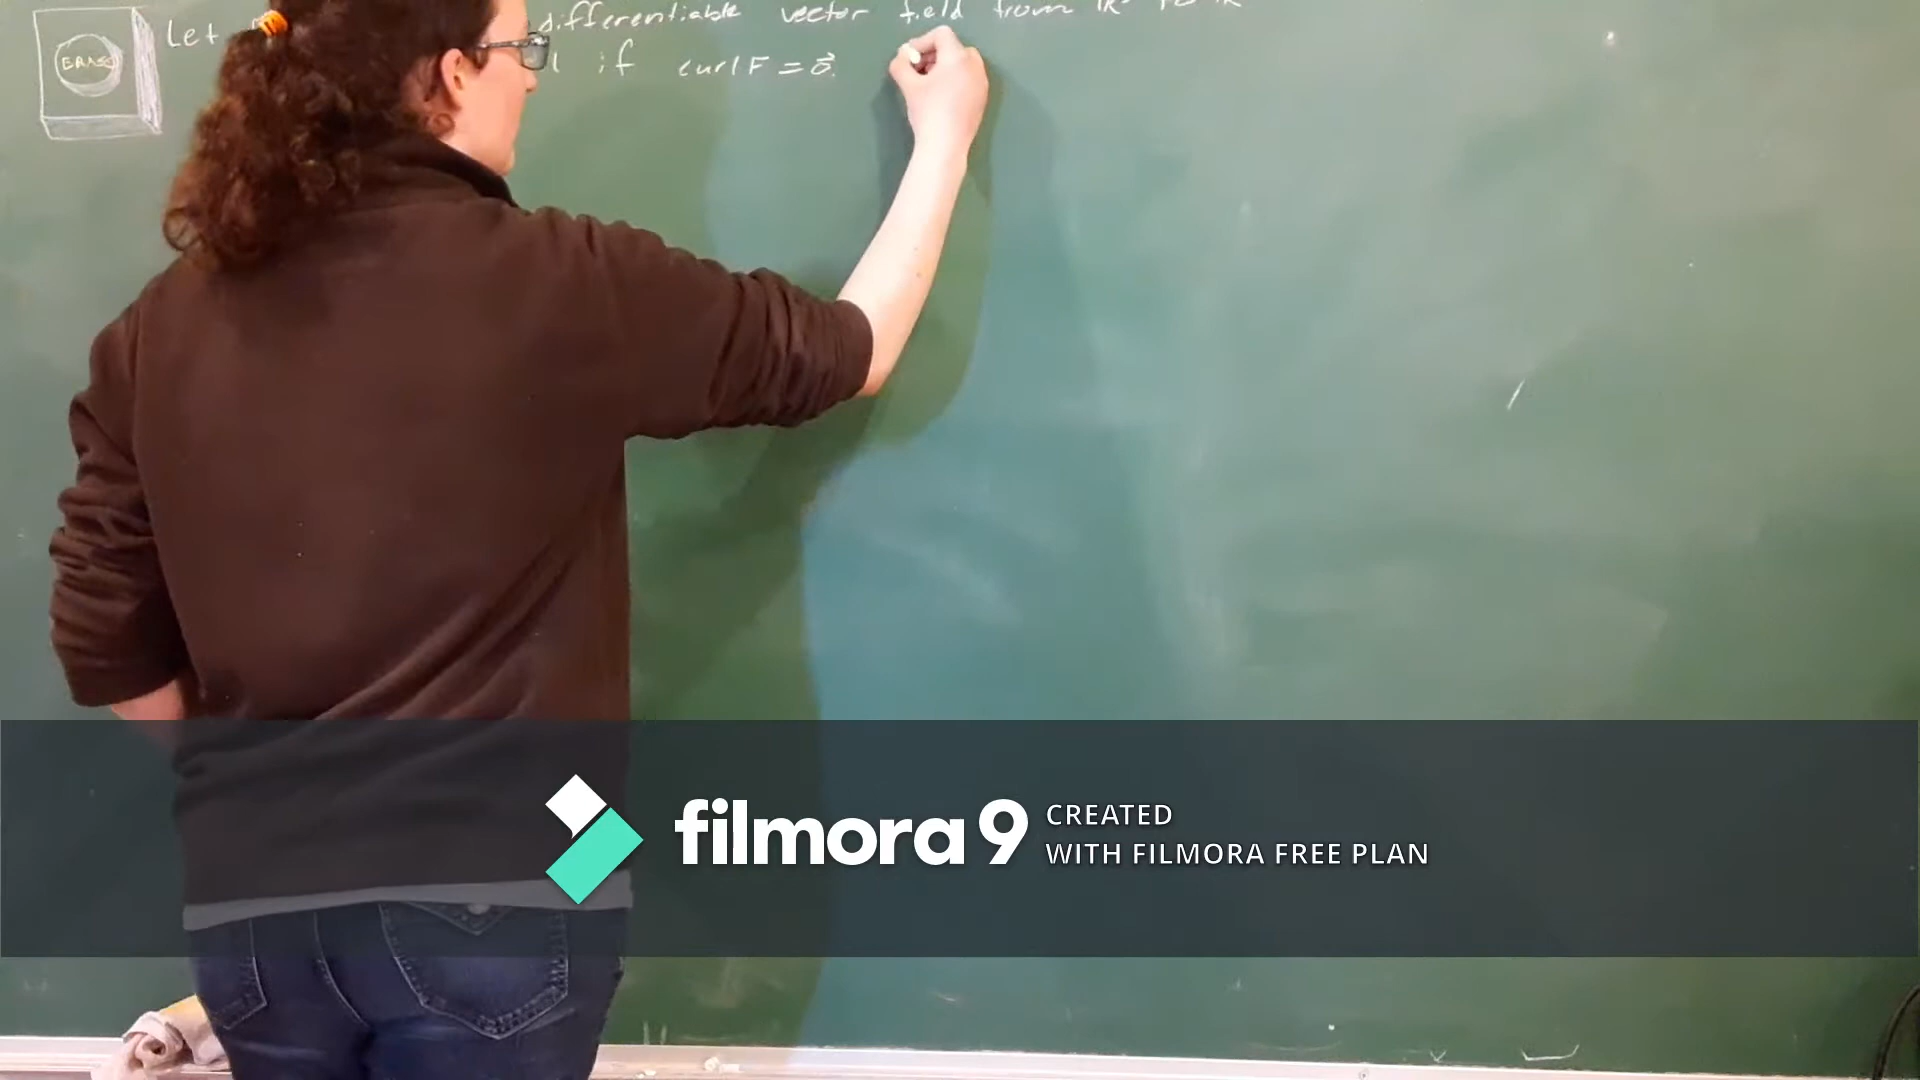 ERASE
Let differentiable vector field from
if curl F = 0⃗.
filmora 9
CREATED
WITH FILMORA FREE PLAN